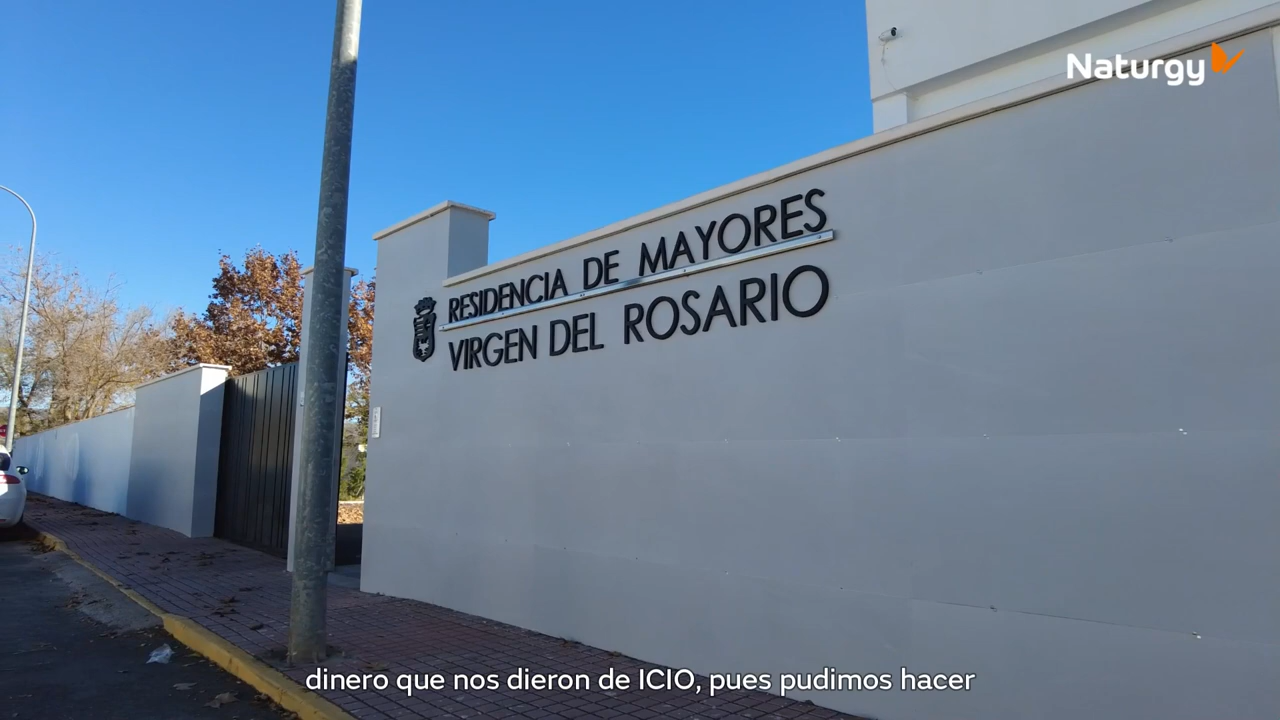 Naturgy
RESIDENCIA DE MAYORES
VIRGEN DEL ROSARIO
dinero que nos dieron de ICIO, pues pudimos hacer